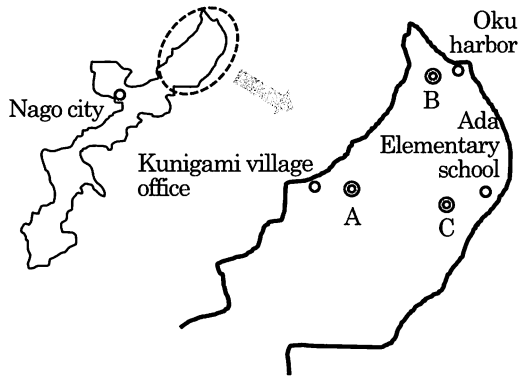 Nago city
Oku
harbor
B
Ada
Elementary
school
Kunigami village
office
A
C